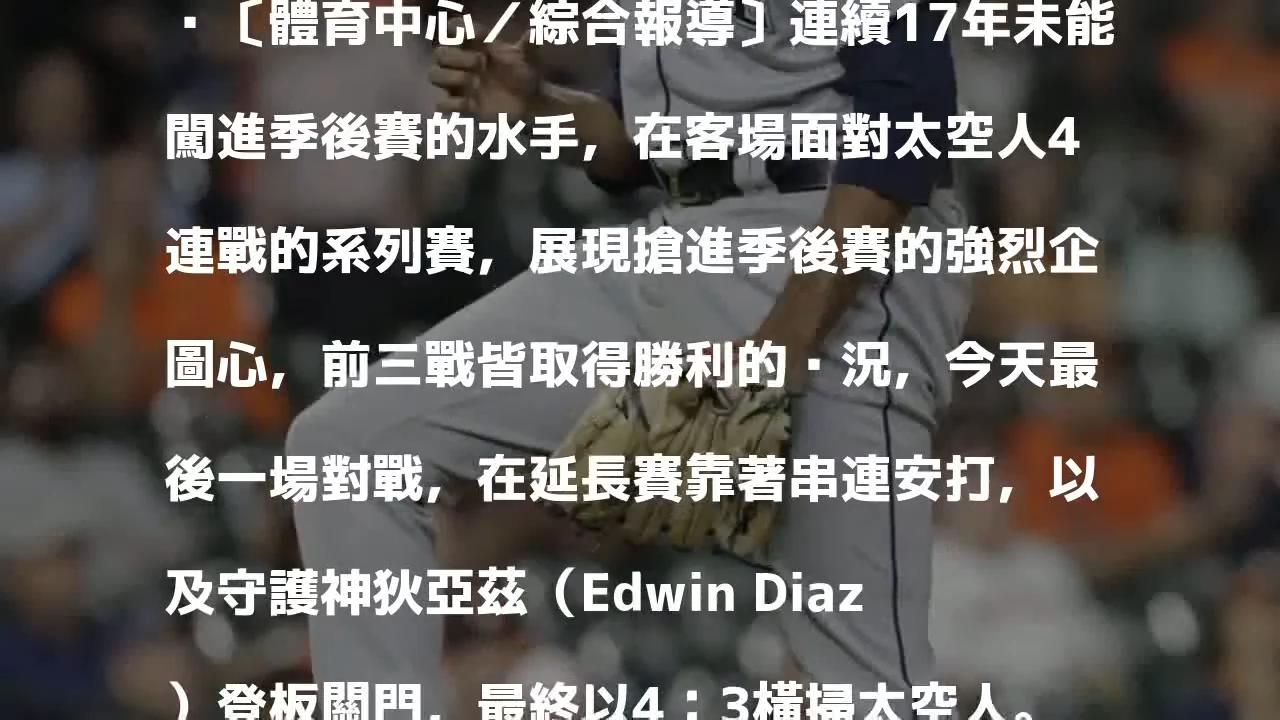 ·〔體育中心／綜合報導〕連續17年未能
闖進季後賽的水手，在客場面對太空人4
連戰的系列賽，展現搶進季後賽的強烈企
圖心，前三戰皆取得勝利的·況，今天最
後一場對戰，在延長賽靠著串連安打，以
及守護神狄亞茲（Edwin Diaz
）登板關門，最終以4：3橫掃太空人。